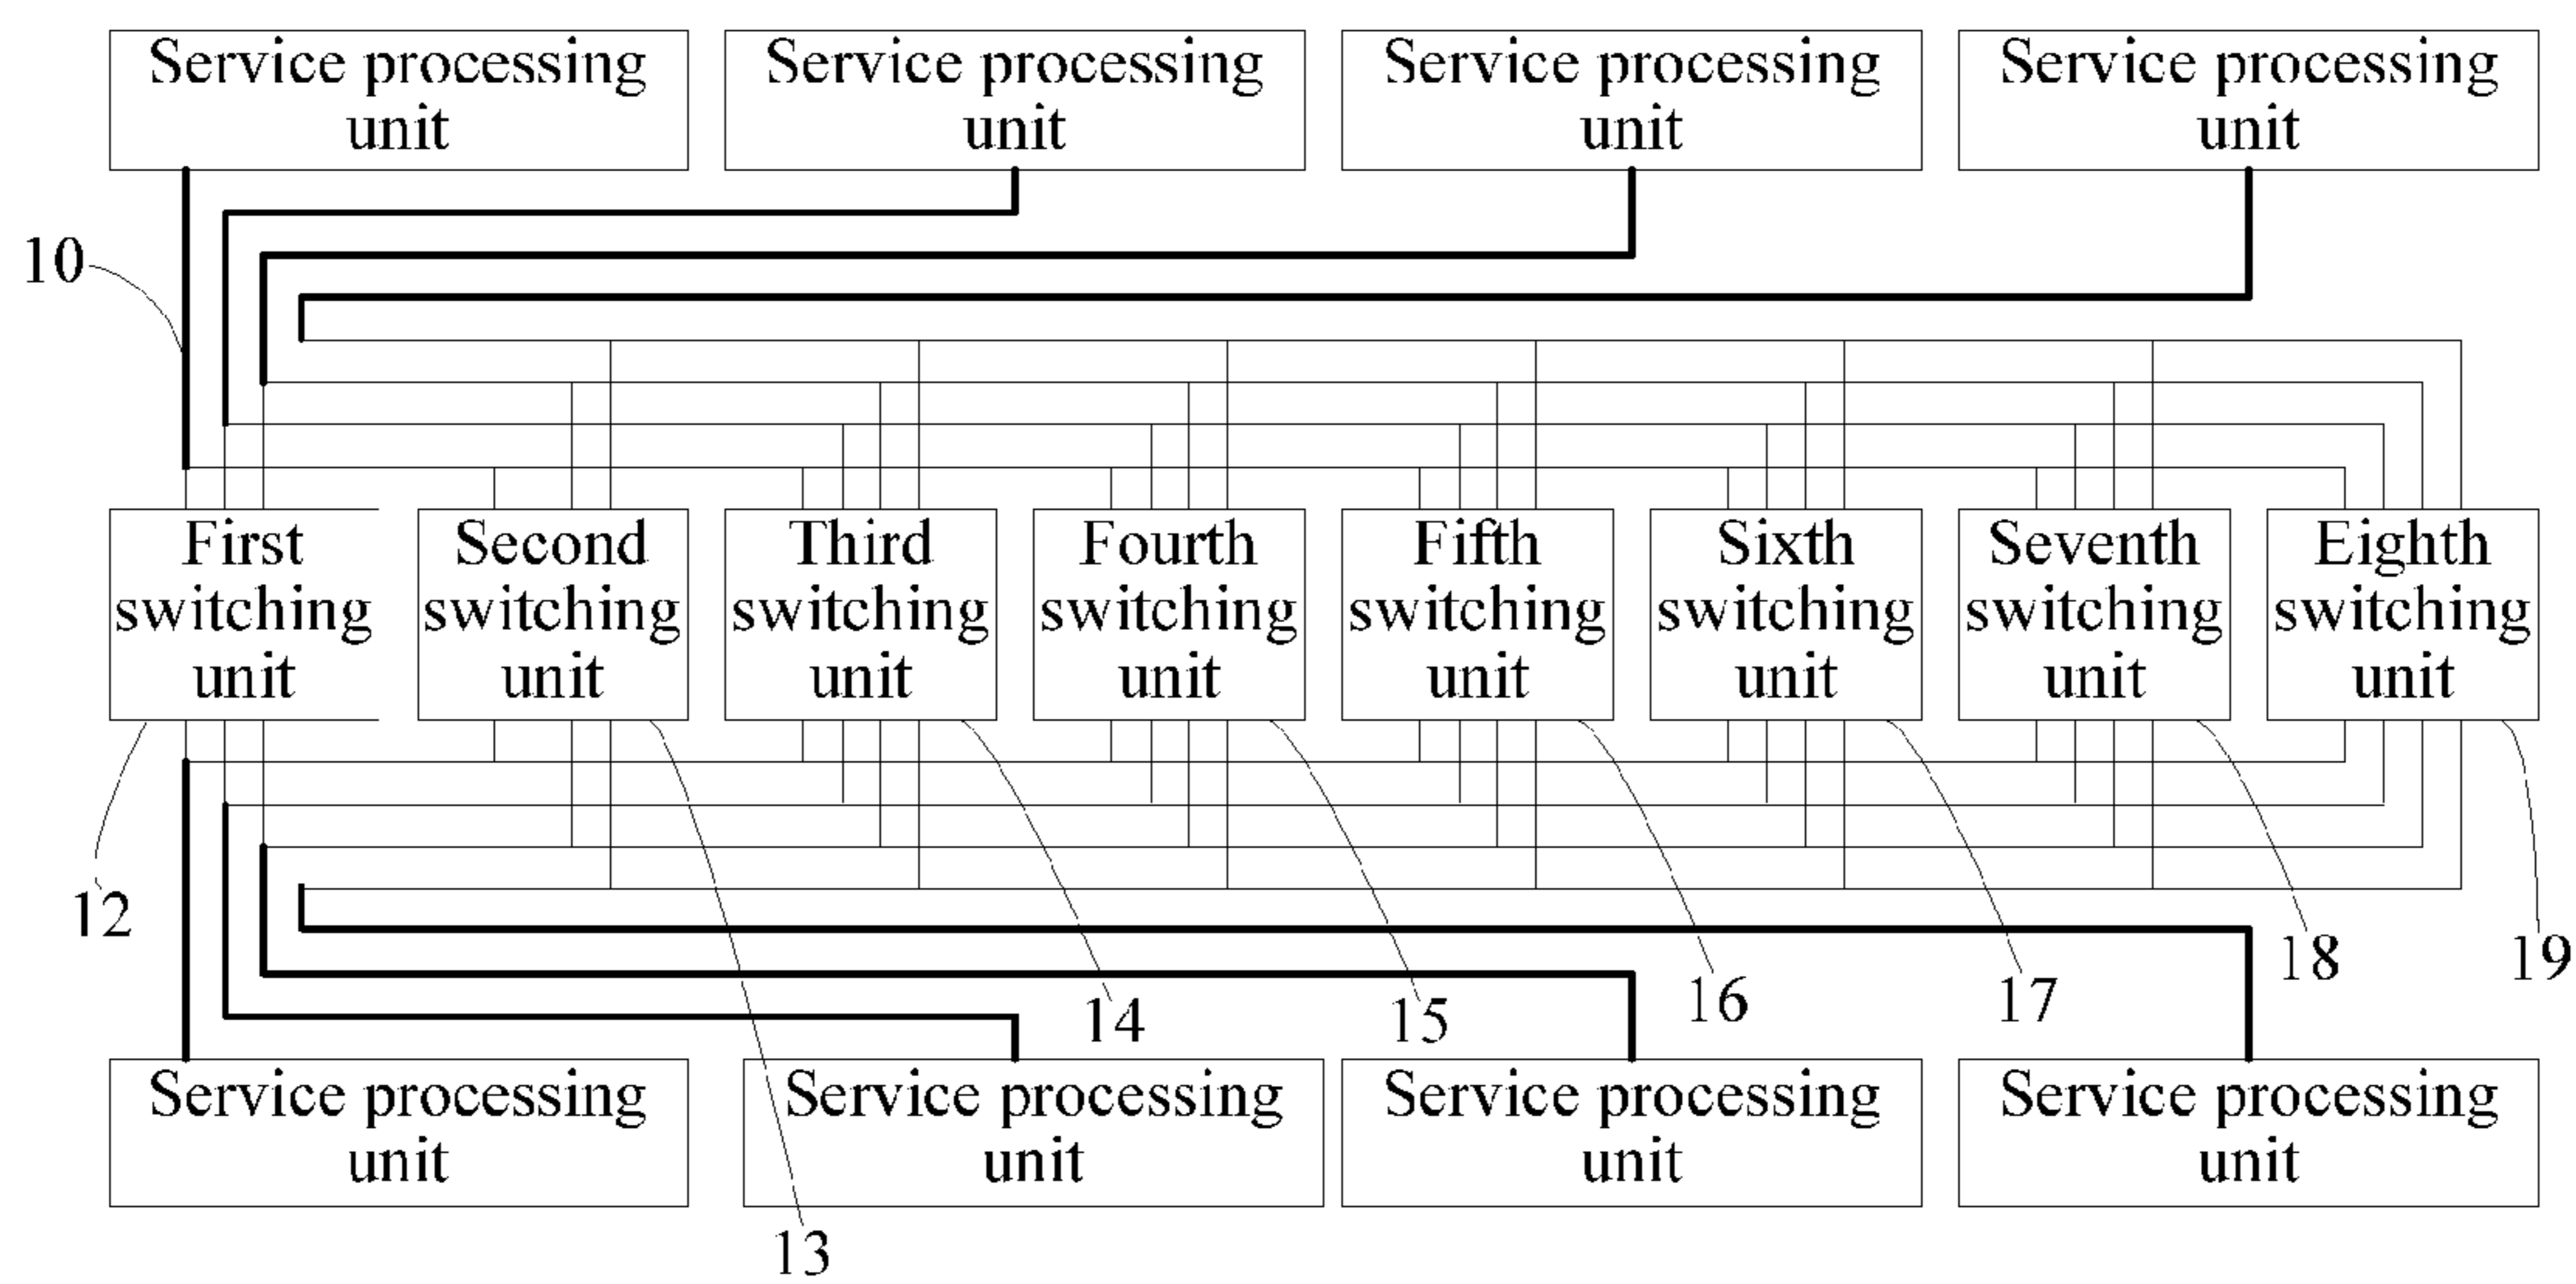 Service processing
unit
Service processing
unit
Service processing
unit
Service processing
unit
10
First
switching
unit
Second
switching
unit
Third
switching
unit
Fourth
switching
unit
Fifth
switching
unit
Sixth
switching
unit
Seventh
switching
unit
Eighth
switching
unit
12
14
15
16
17
18
19
Service processing
unit
Service processing
unit
Service processing
unit
Service processing
unit
13